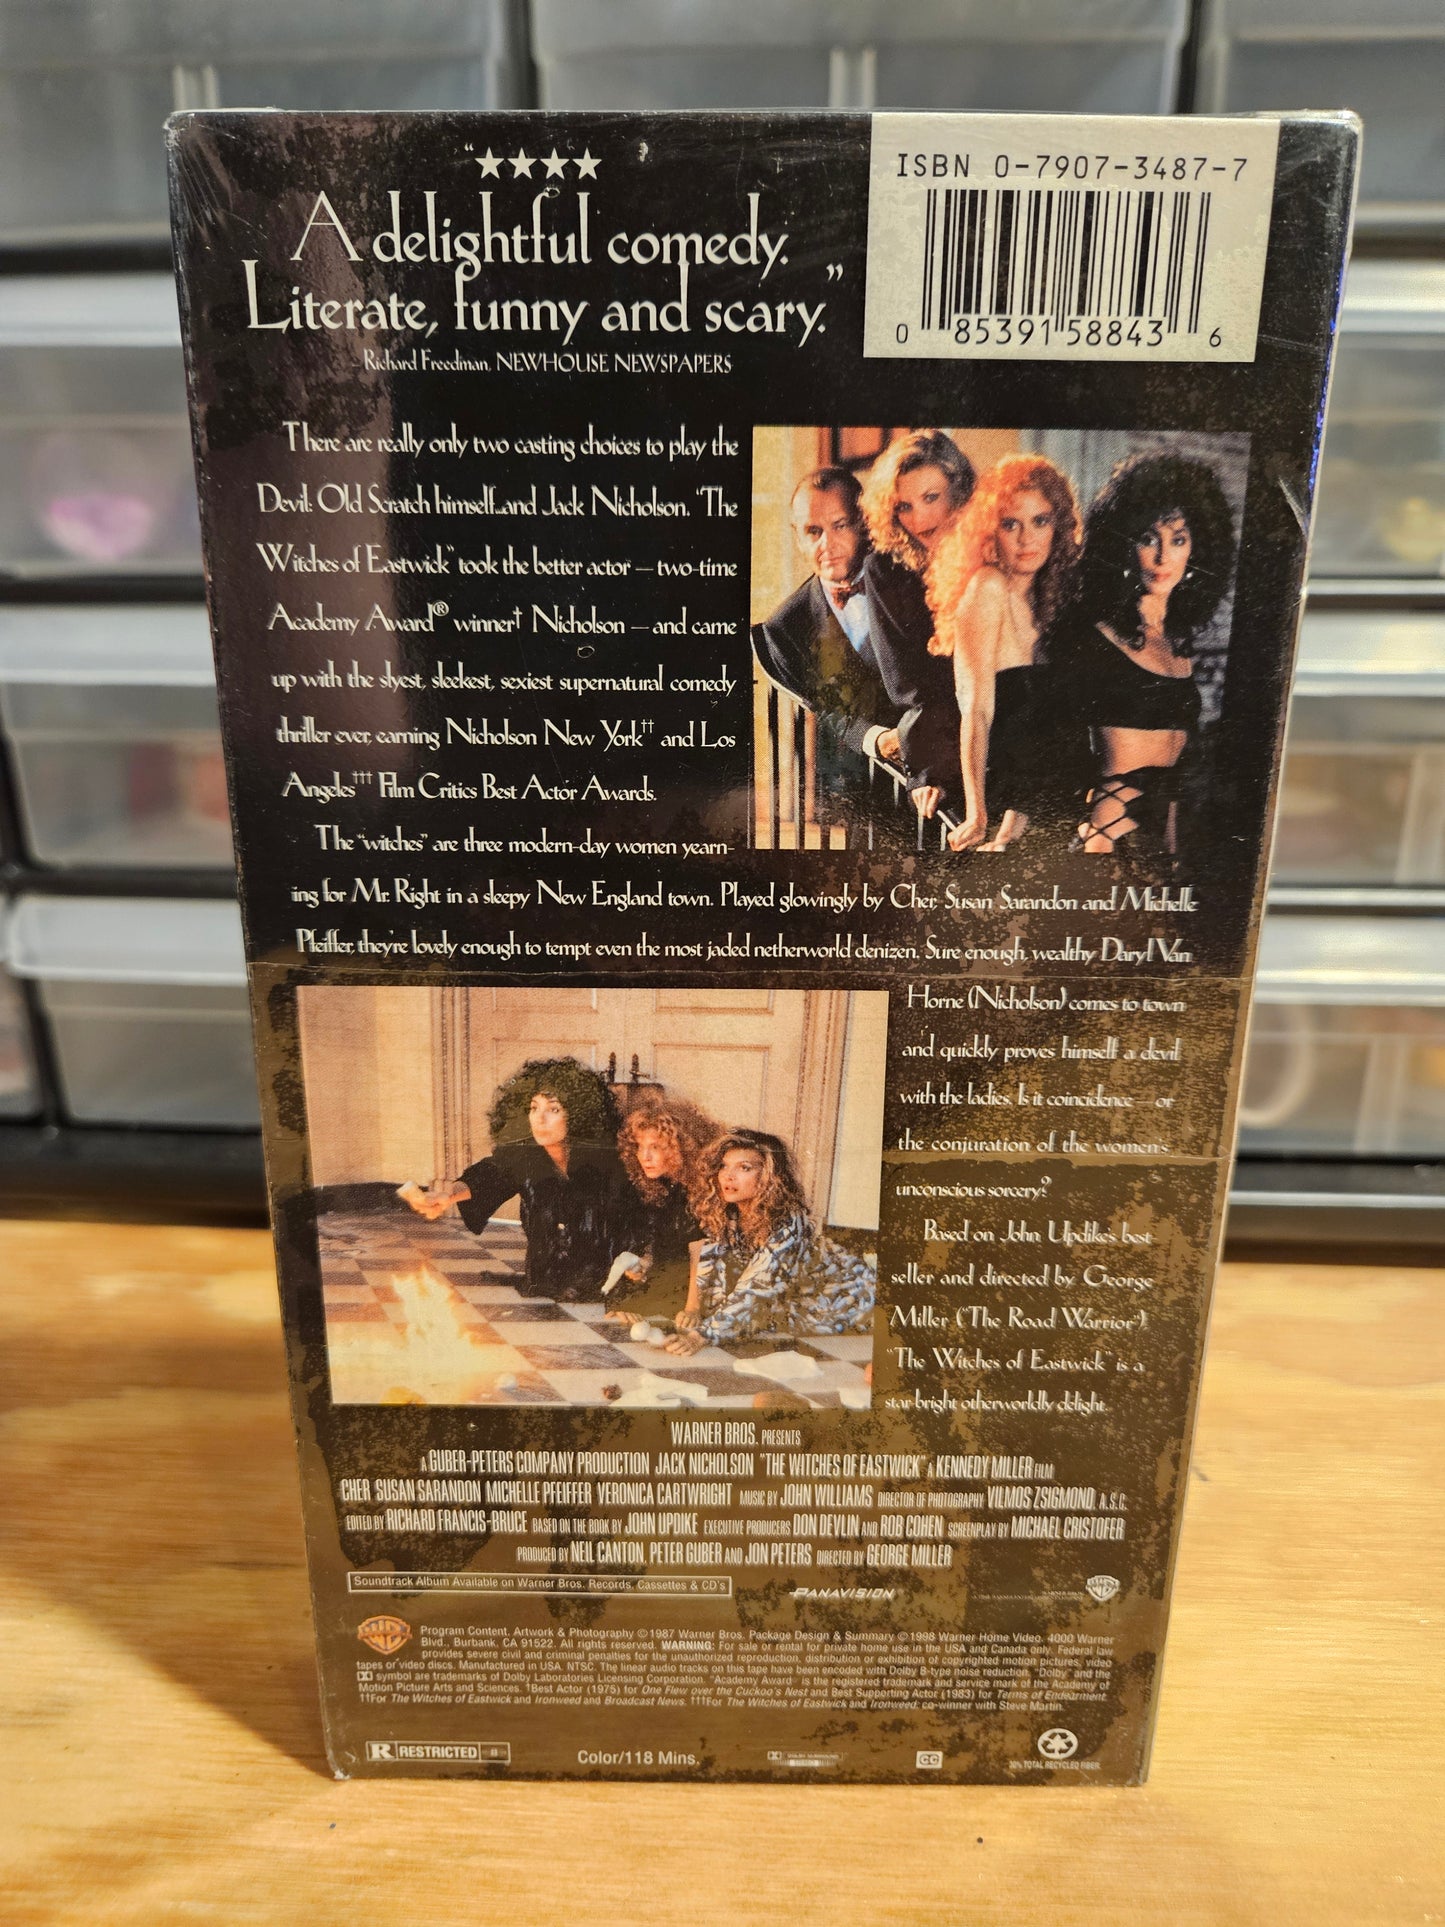 "★★★★
A delightful comedy.
Literate, funny and scary."
– Richard Freedman, NEWHOUSE NEWSPAPERS
ISBN 0-7907-3487-7
0 85391 58843 6
There are really only two casting choices to play the
Devil: Old Scratch himself...and Jack Nicholson. "The
Witches of Eastwick" took the better actor – two-time
Academy Award® winner† Nicholson – and came
up with the slyest, sleekest, sexiest supernatural comedy
thriller ever, earning Nicholson New York†† and Los
Angeles††† Film Critics Best Actor Awards.
The "witches" are three modern-day women yearn-
ing for Mr. Right in a sleepy New England town. Played glowingly by Cher, Susan Sarandon and Michelle
Pfeiffer, they're lovely enough to tempt even the most jaded netherworld denizen. Sure enough, wealthy Daryl Van
Horne (Nicholson) comes to town
and quickly proves himself a devil
with the ladies. Is it coincidence – or
the conjuration of the women's
unconscious sorcery?
Based on John Updike's best
seller and directed by George
Miller ("The Road Warrior"),
"The Witches of Eastwick" is a
star-bright otherworldly delight.
WARNER BROS. PRESENTS
A GUBER-PETERS COMPANY PRODUCTION JACK NICHOLSON "THE WITCHES OF EASTWICK" A KENNEDY MILLER FILM
CHER SUSAN SARANDON MICHELLE PFEIFFER VERONICA CARTWRIGHT MUSIC BY JOHN WILLIAMS DIRECTOR OF PHOTOGRAPHY VILMOS ZSIGMOND, A.S.C.
EDITED BY RICHARD FRANCIS-BRUCE BASED ON THE BOOK BY JOHN UPDIKE EXECUTIVE PRODUCERS DON DEVLIN AND ROB COHEN SCREENPLAY BY MICHAEL CRISTOFER
PRODUCED BY NEIL CANTON, PETER GUBER AND JON PETERS DIRECTED BY GEORGE MILLER
Soundtrack Album Available on Warner Bros. Records, Cassettes & CD's
PANAVISION®
Program Content, Artwork & Photography ©1987 Warner Bros. Package Design & Summary ©1998 Warner Home Video, 4000 Warner
Blvd., Burbank, CA 91522. All rights reserved. WARNING: For sale or rental for private home use in the USA and Canada only. Federal law
provides severe civil and criminal penalties for the unauthorized reproduction, distribution or exhibition of copyrighted motion pictures, video
tapes or video discs. Manufactured in USA. NTSC. The linear audio tracks on this tape have been encoded with Dolby B-type noise reduction. "Dolby" and the
symbol are trademarks of Dolby Laboratories Licensing Corporation. "Academy Award" is the registered trademark and service mark of the Academy of
Motion Picture Arts and Sciences. †Best Actor (1975) for One Flew over the Cuckoo's Nest and Best Supporting Actor (1983) for Terms of Endearment.
††For The Witches of Eastwick and Ironweed and Broadcast News. †††For The Witches of Eastwick and Ironweed; co-winner with Steve Martin.
R RESTRICTED
Color/118 Mins.
DOLBY SURROUND
CC
TOTAL RECYCLED FIBER